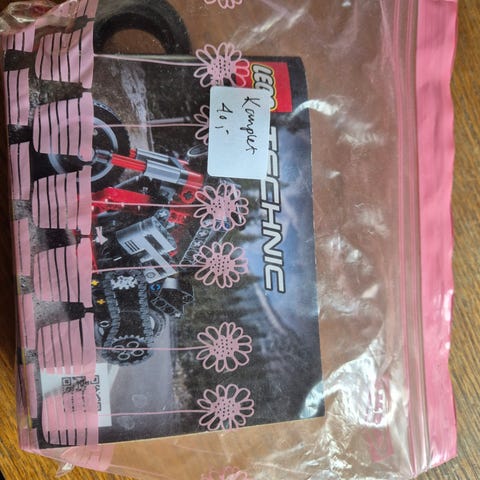 LEGO
TECHNIC
Komplet
40,-